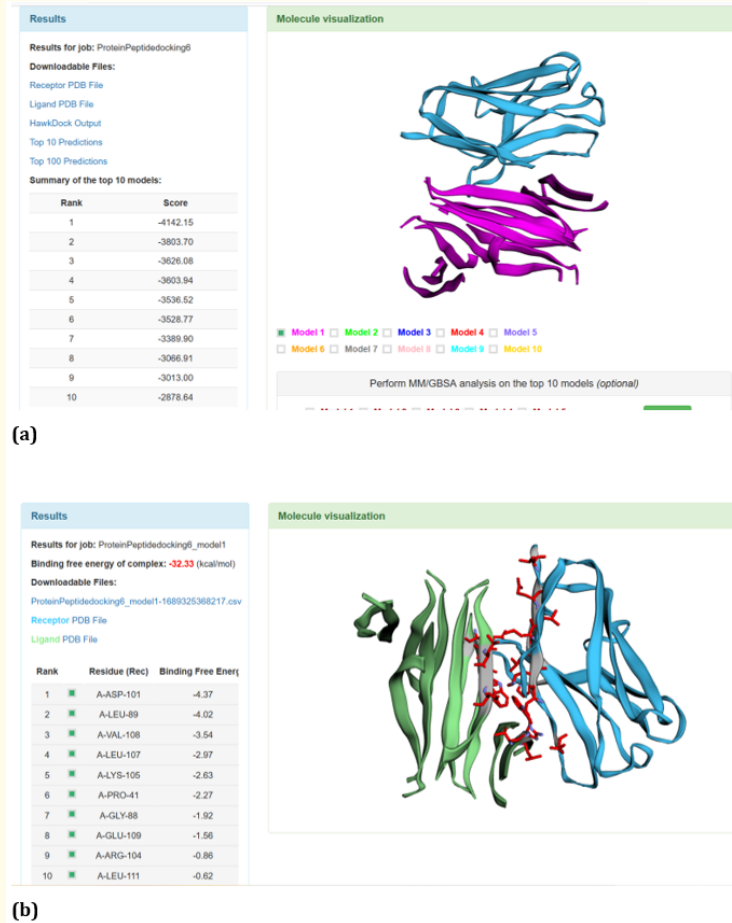 Results
Results for job: ProteinPeptidedocking6
Downloadable Files:
Receptor PDB File
Ligand PDB File
HawkDock Output
Top 10 Predictions
Top 100 Predictions
Summary of the top 10 models:
Rank Score
1 -4142.15
2 -3803.70
3 -3626.08
4 -3603.94
5 -3536.52
6 -3528.77
7 -3389.90
8 -3066.91
9 -3013.00
10 -2878.64
Molecule visualization
Model 1 Model 2 Model 3 Model 4 Model 5
Model 6 Model 7 Model 8 Model 9 Model 10
Perform MM/GBSA analysis on the top 10 models (optional)
(a)
Results
Results for job: ProteinPeptidedocking6_model1
Binding free energy of complex: -32.33 (kcal/mol)
Downloadable Files:
ProteinPeptidedocking6_model1-1689325368217.csv
Receptor PDB File
Ligand PDB File
Rank Residue (Rec) Binding Free Energ
1 A-ASP-101 -4.37
2 A-LEU-89 -4.02
3 A-VAL-108 -3.54
4 A-LEU-107 -2.97
5 A-LYS-105 -2.63
6 A-PRO-41 -2.27
7 A-GLY-88 -1.92
8 A-GLU-109 -1.56
9 A-ARG-104 -0.86
10 A-LEU-111 -0.62
Molecule visualization
(b)